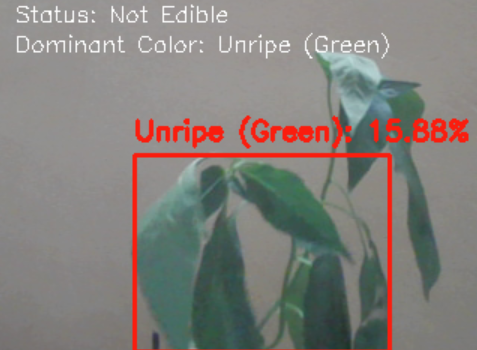 Status: Not Edible
Dominant Color: Unripe (Green)
Unripe (Green): 15.88%